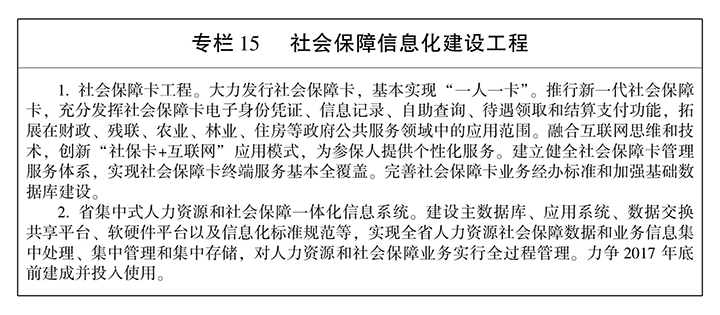 专栏 15 社会保障信息化建设工程
1. 社会保障卡工程。大力发行社会保障卡，基本实现“一人一卡”。推行新一代社会保障
卡，充分发挥社会保障卡电子身份凭证、信息记录、自助查询、待遇领取和结算支付功能，拓
展在财政、残联、农业、林业、住房等政府公共服务领域中的应用范围。融合互联网思维和技
术，创新“社保卡+互联网”应用模式，为参保人提供个性化服务。建立健全社会保障卡管理
服务体系，实现社会保障卡终端服务基本全覆盖。完善社会保障卡业务经办标准和加强基础数
据库建设。
2. 省集中式人力资源和社会保障一体化信息系统。建设主数据库、应用系统、数据交换
共享平台、软硬件平台以及信息化标准规范等，实现全省人力资源社会保障数据和业务信息集
中处理、集中管理和集中存储，对人力资源和社会保障业务实行全过程管理。力争 2017 年底
前建成并投入使用。